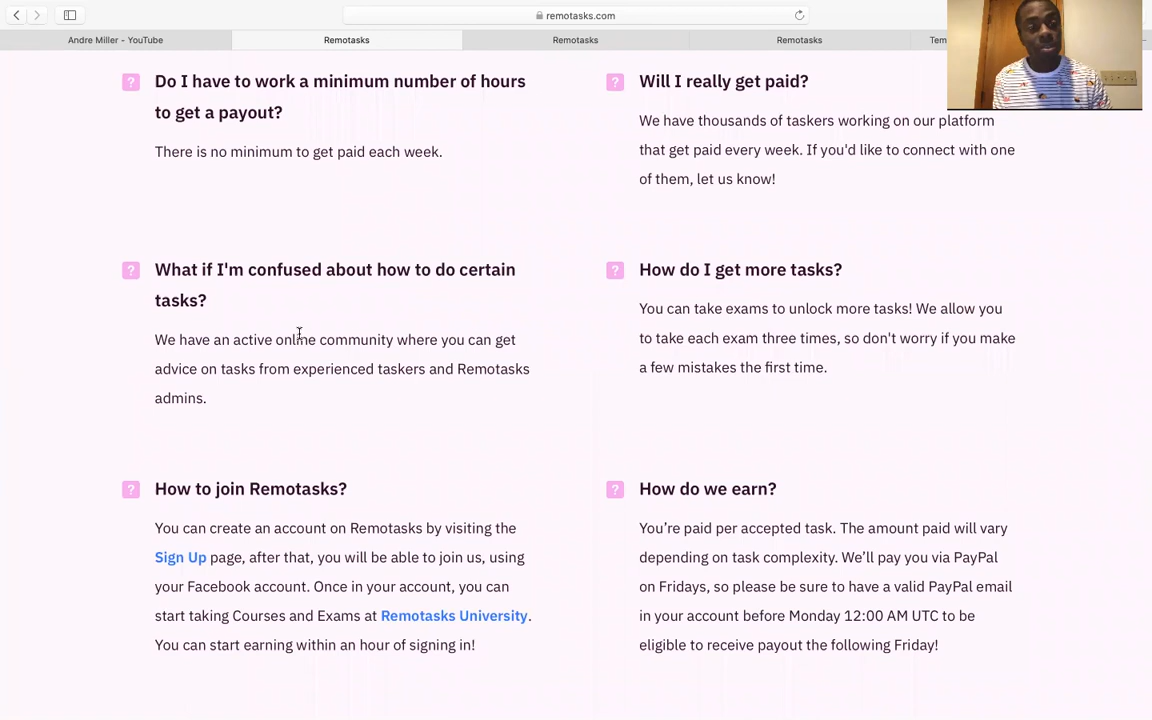 remotasks.com
Andre Miller - YouTube
Remotasks
Remotasks
Remotasks
Tem
Do I have to work a minimum number of hours
to get a payout?
There is no minimum to get paid each week.
Will I really get paid?
We have thousands of taskers working on our platform
that get paid every week. If you'd like to connect with one
of them, let us know!
What if I'm confused about how to do certain
tasks?
We have an active online community where you can get
advice on tasks from experienced taskers and Remotasks
admins.
How do I get more tasks?
You can take exams to unlock more tasks! We allow you
to take each exam three times, so don't worry if you make
a few mistakes the first time.
How to join Remotasks?
You can create an account on Remotasks by visiting the
Sign Up page, after that, you will be able to join us, using
your Facebook account. Once in your account, you can
start taking Courses and Exams at Remotasks University.
You can start earning within an hour of signing in!
How do we earn?
You’re paid per accepted task. The amount paid will vary
depending on task complexity. We’ll pay you via PayPal
on Fridays, so please be sure to have a valid PayPal email
in your account before Monday 12:00 AM UTC to be
eligible to receive payout the following Friday!